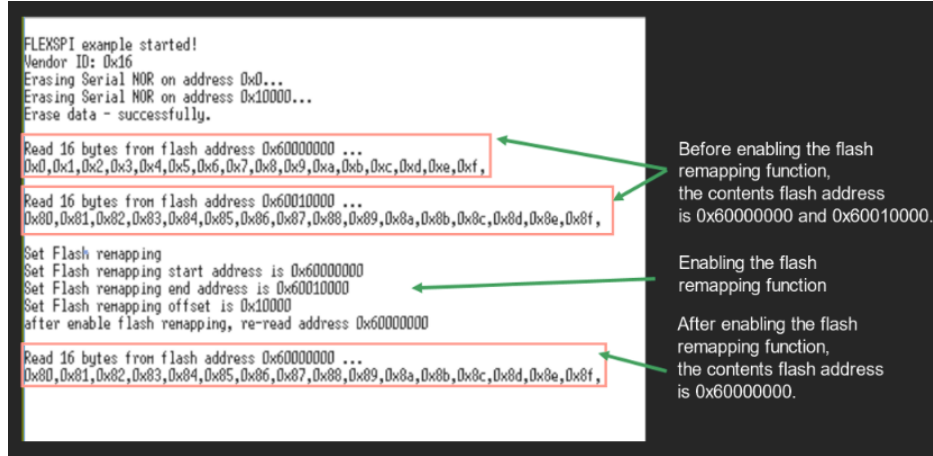 FLEXSPI example started!
Vendor ID: 0x16
Erasing Serial NOR on address 0x0...
Erasing Serial NOR on address 0x10000...
Erase data - successfully.
Read 16 bytes from flash address 0x60000000 ...
0x0,0x1,0x2,0x3,0x4,0x5,0x6,0x7,0x8,0x9,0xa,0xb,0xc,0xd,0xe,0xf,
Read 16 bytes from flash address 0x60010000 ...
0x80,0x81,0x82,0x83,0x84,0x85,0x86,0x87,0x88,0x89,0x8a,0x8b,0x8c,0x8d,0x8e,0x8f,
Before enabling the flash
remapping function,
the contents flash address
is 0x60000000 and 0x60010000.
Set Flash remapping
Set Flash remapping start address is 0x60000000
Set Flash remapping end address is 0x60010000
Set Flash remapping offset is 0x10000
after enable flash remapping, re-read address 0x60000000
Enabling the flash
remapping function
Read 16 bytes from flash address 0x60000000 ...
0x80,0x81,0x82,0x83,0x84,0x85,0x86,0x87,0x88,0x89,0x8a,0x8b,0x8c,0x8d,0x8e,0x8f,
After enabling the flash
remapping function,
the contents flash address
is 0x60000000.